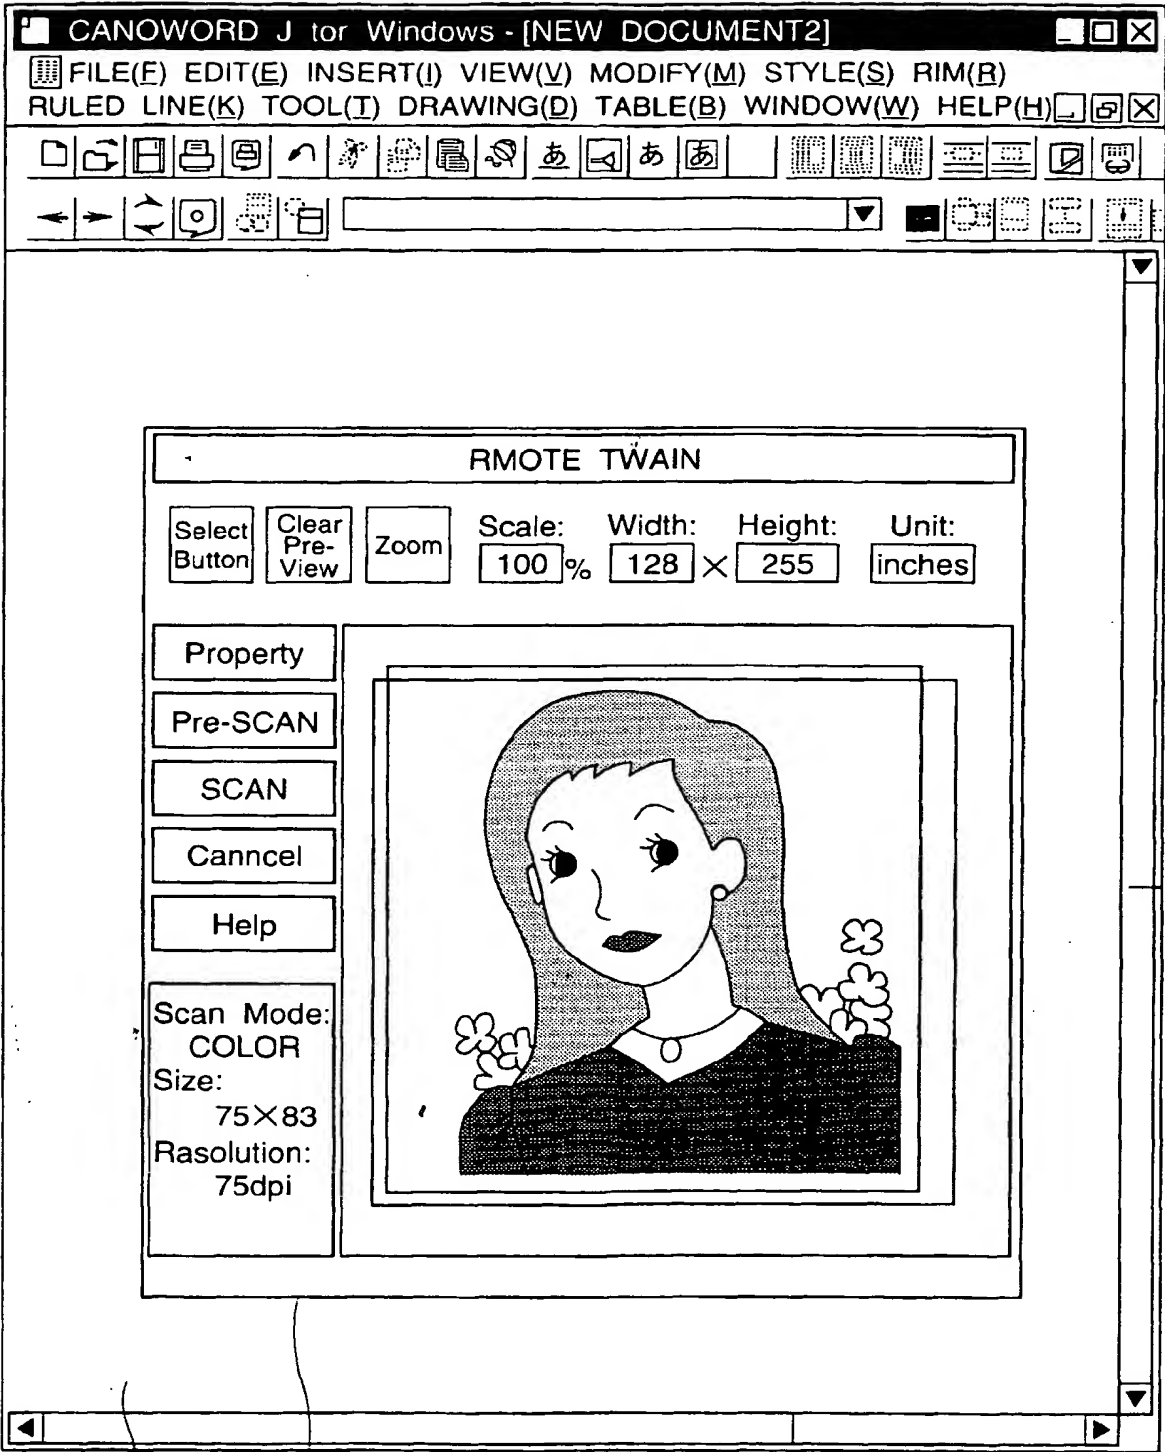 CANOWORD J tor Windows - [NEW DOCUMENT2]
FILE(F) EDIT(E) INSERT(I) VIEW(V) MODIFY(M) STYLE(S) RIM(R)
RULED LINE(K) TOOL(T) DRAWING(D) TABLE(B) WINDOW(W) HELP(H)
あ あ あ
RMOTE TWAIN
Select
Button
Clear
Pre-
View
Zoom
Scale:
100 %
Width:
128 ×
Height:
255
Unit:
inches
Property
Pre-SCAN
SCAN
Canncel
Help
Scan Mode:
COLOR
Size:
75×83
Rasolution:
75dpi